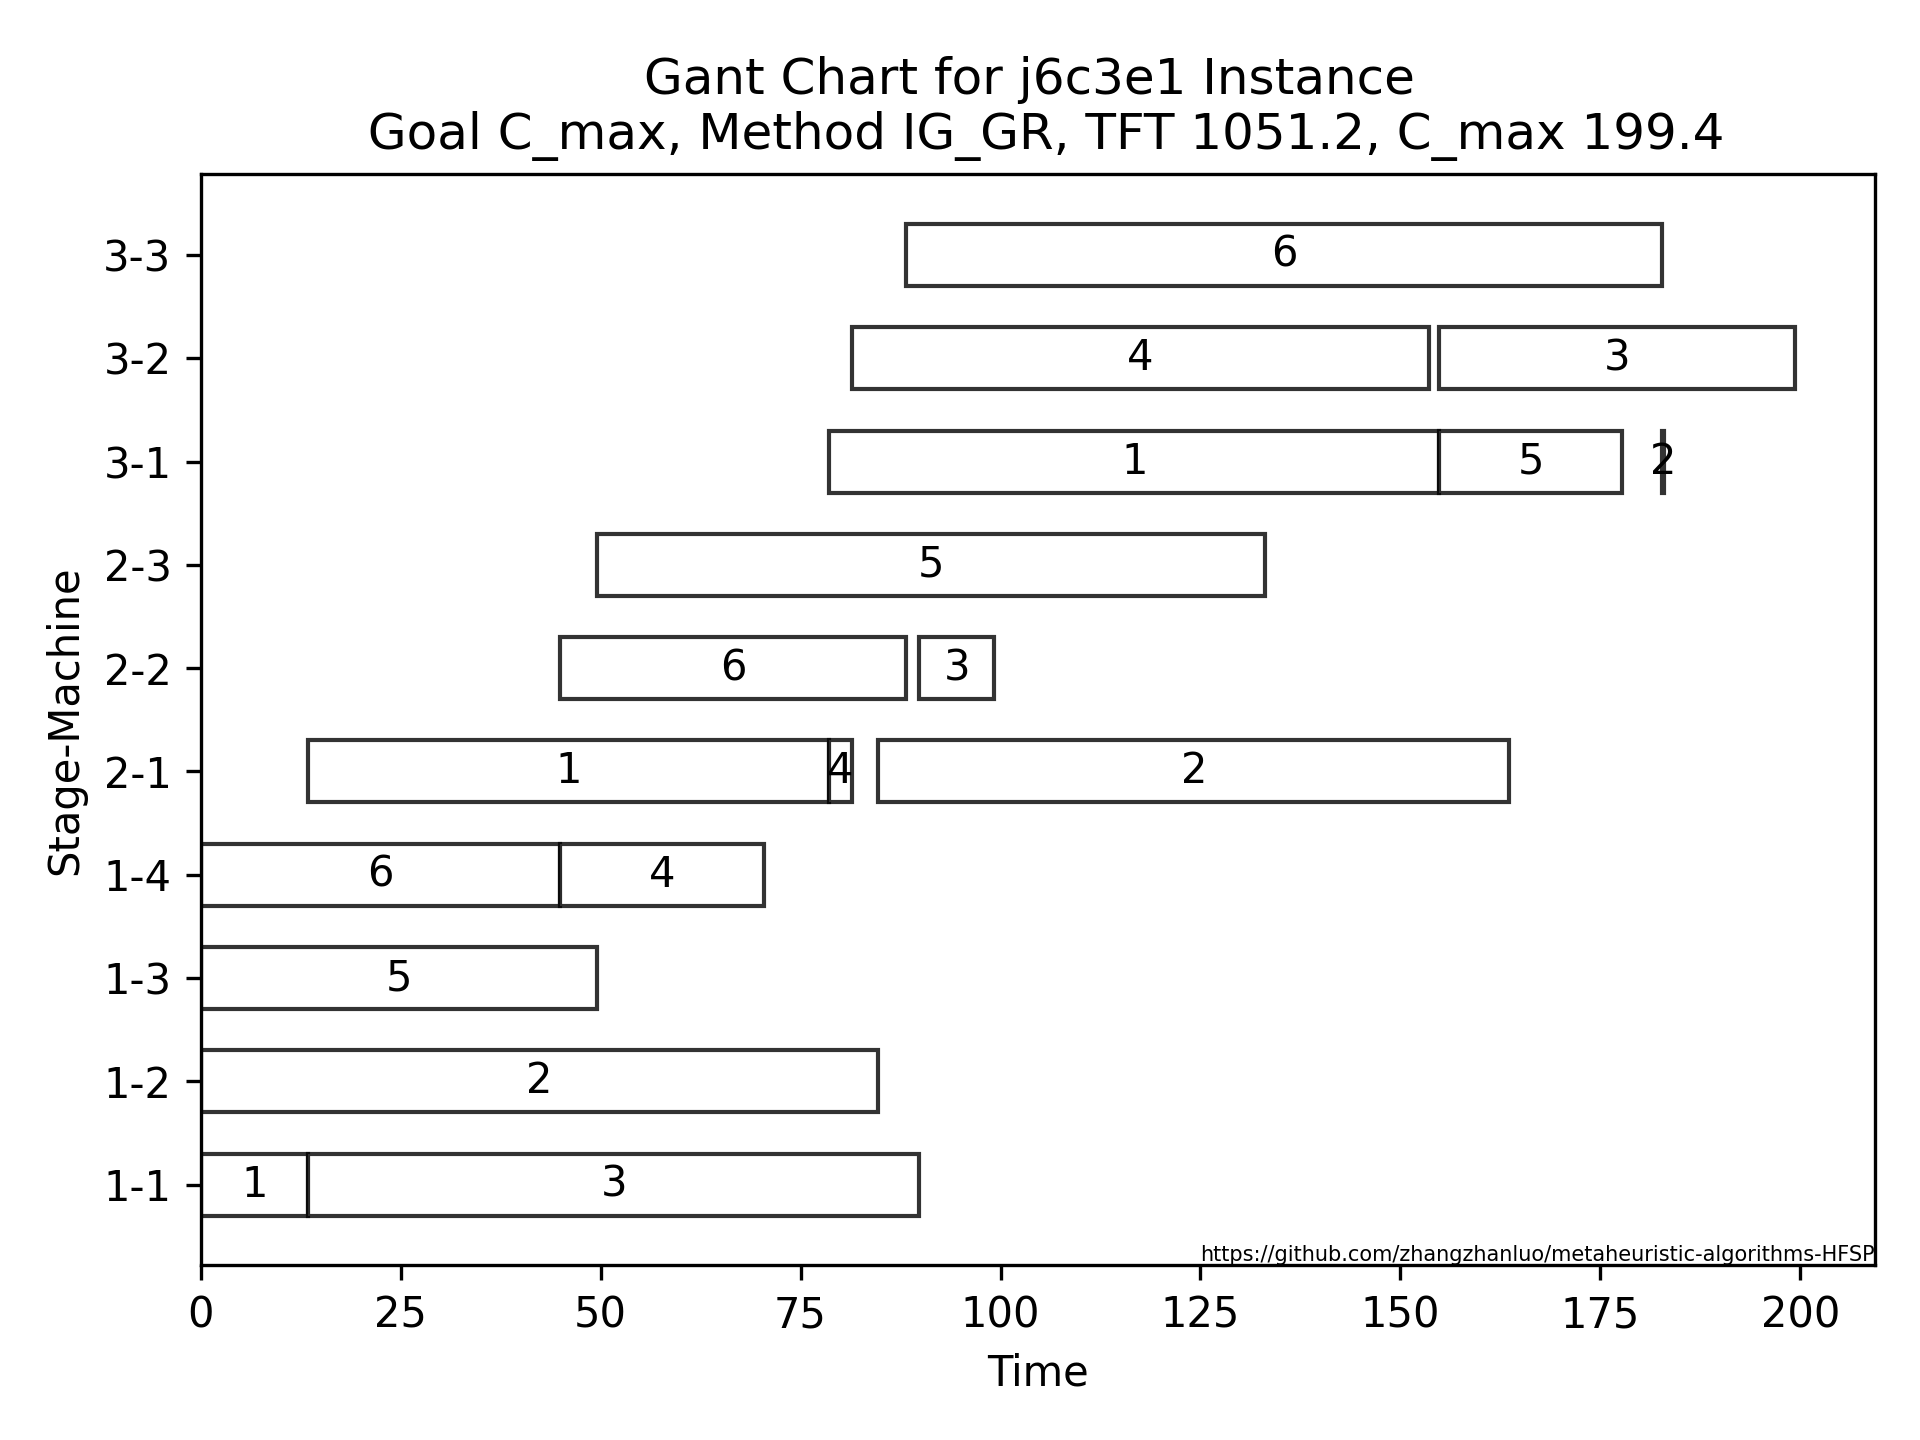 Gant Chart for j6c3e1 Instance
Goal C_max, Method IG_GR, TFT 1051.2, C_max 199.4
Stage-Machine
3-3
6
3-2
4 3
3-1
1 5 2
2-3
5
2-2
6 3
2-1
1 4 2
1-4
6 4
1-3
5
1-2
2
1-1
1 3
https://github.com/zhangzhanluo/metaheuristic-algorithms-HFSP
0 25 50 75 100 125 150 175 200
Time